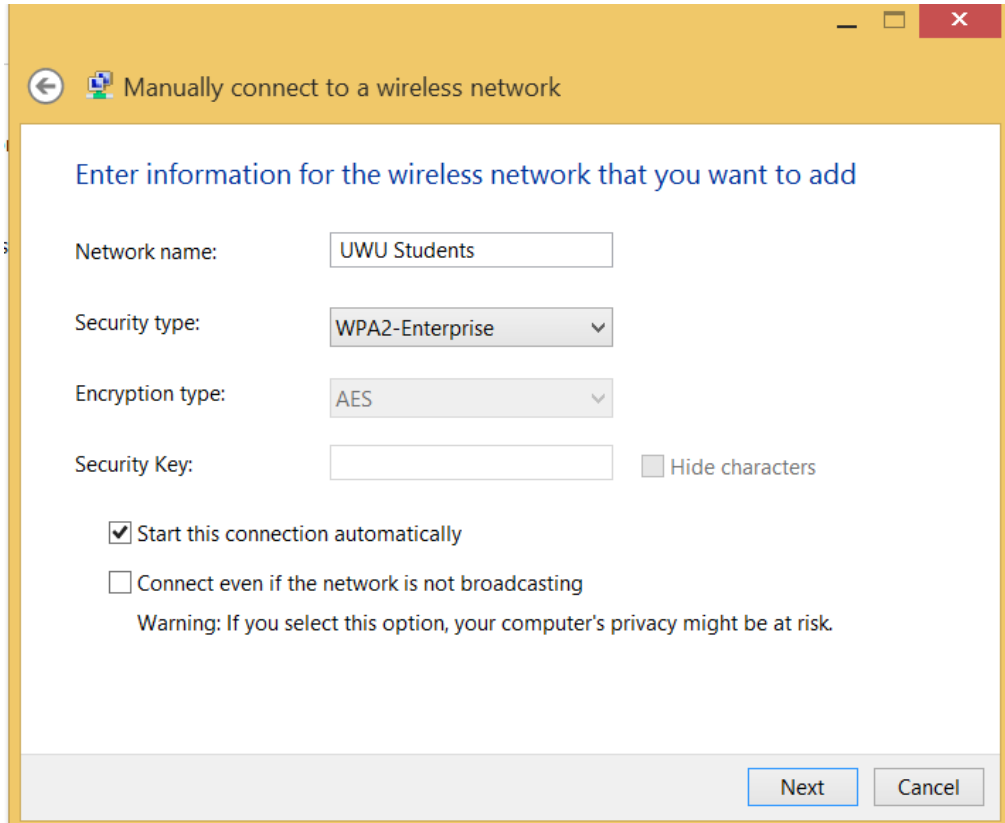 Manually connect to a wireless network
Enter information for the wireless network that you want to add
Network name: UWU Students
Security type: WPA2-Enterprise
Encryption type: AES
Security Key:
Hide characters
Start this connection automatically
Connect even if the network is not broadcasting
Warning: If you select this option, your computer's privacy might be at risk.
Next Cancel